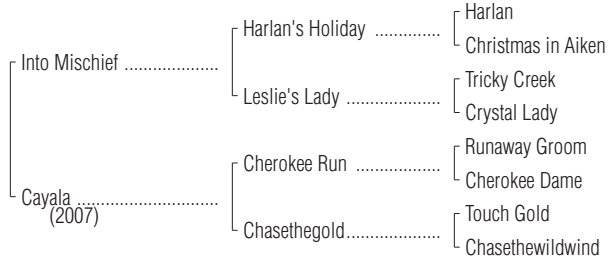 Harlan
Harlan's Holiday ..............
Christmas in Aiken
Into Mischief ....................
Tricky Creek
Leslie's Lady ....................
Crystal Lady
Runaway Groom
Cherokee Run ..................
Cherokee Dame
Cayala ..............................
(2007)
Touch Gold
Chasethegold....................
Chasethewildwind